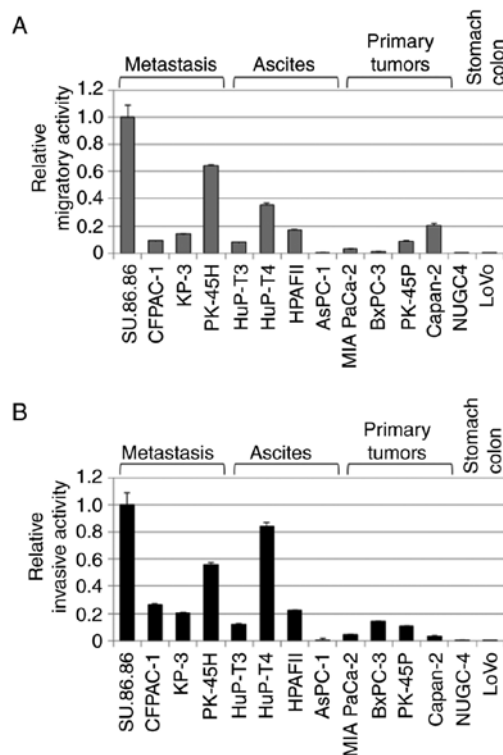 A
Metastasis
Ascites
Primary
tumors
Stomach
colon
Relative
migratory activity
1.2
1.0
0.8
0.6
0.4
0.2
0
SU.86.86
CFPAC-1
KP-3
PK-45H
HuP-T3
HuP-T4
HPAFII
AsPC-1
MIA PaCa-2
BxPC-3
PK-45P
Capan-2
NUGC4
LoVo
B
Metastasis
Ascites
Primary
tumors
Stomach
colon
Relative
invasive activity
1.2
1.0
0.8
0.6
0.4
0.2
0
SU.86.86
CFPAC-1
KP-3
PK-45H
HuP-T3
HuP-T4
HPAFII
AsPC-1
MIA PaCa-2
BxPC-3
PK-45P
Capan-2
NUGC-4
LoVo